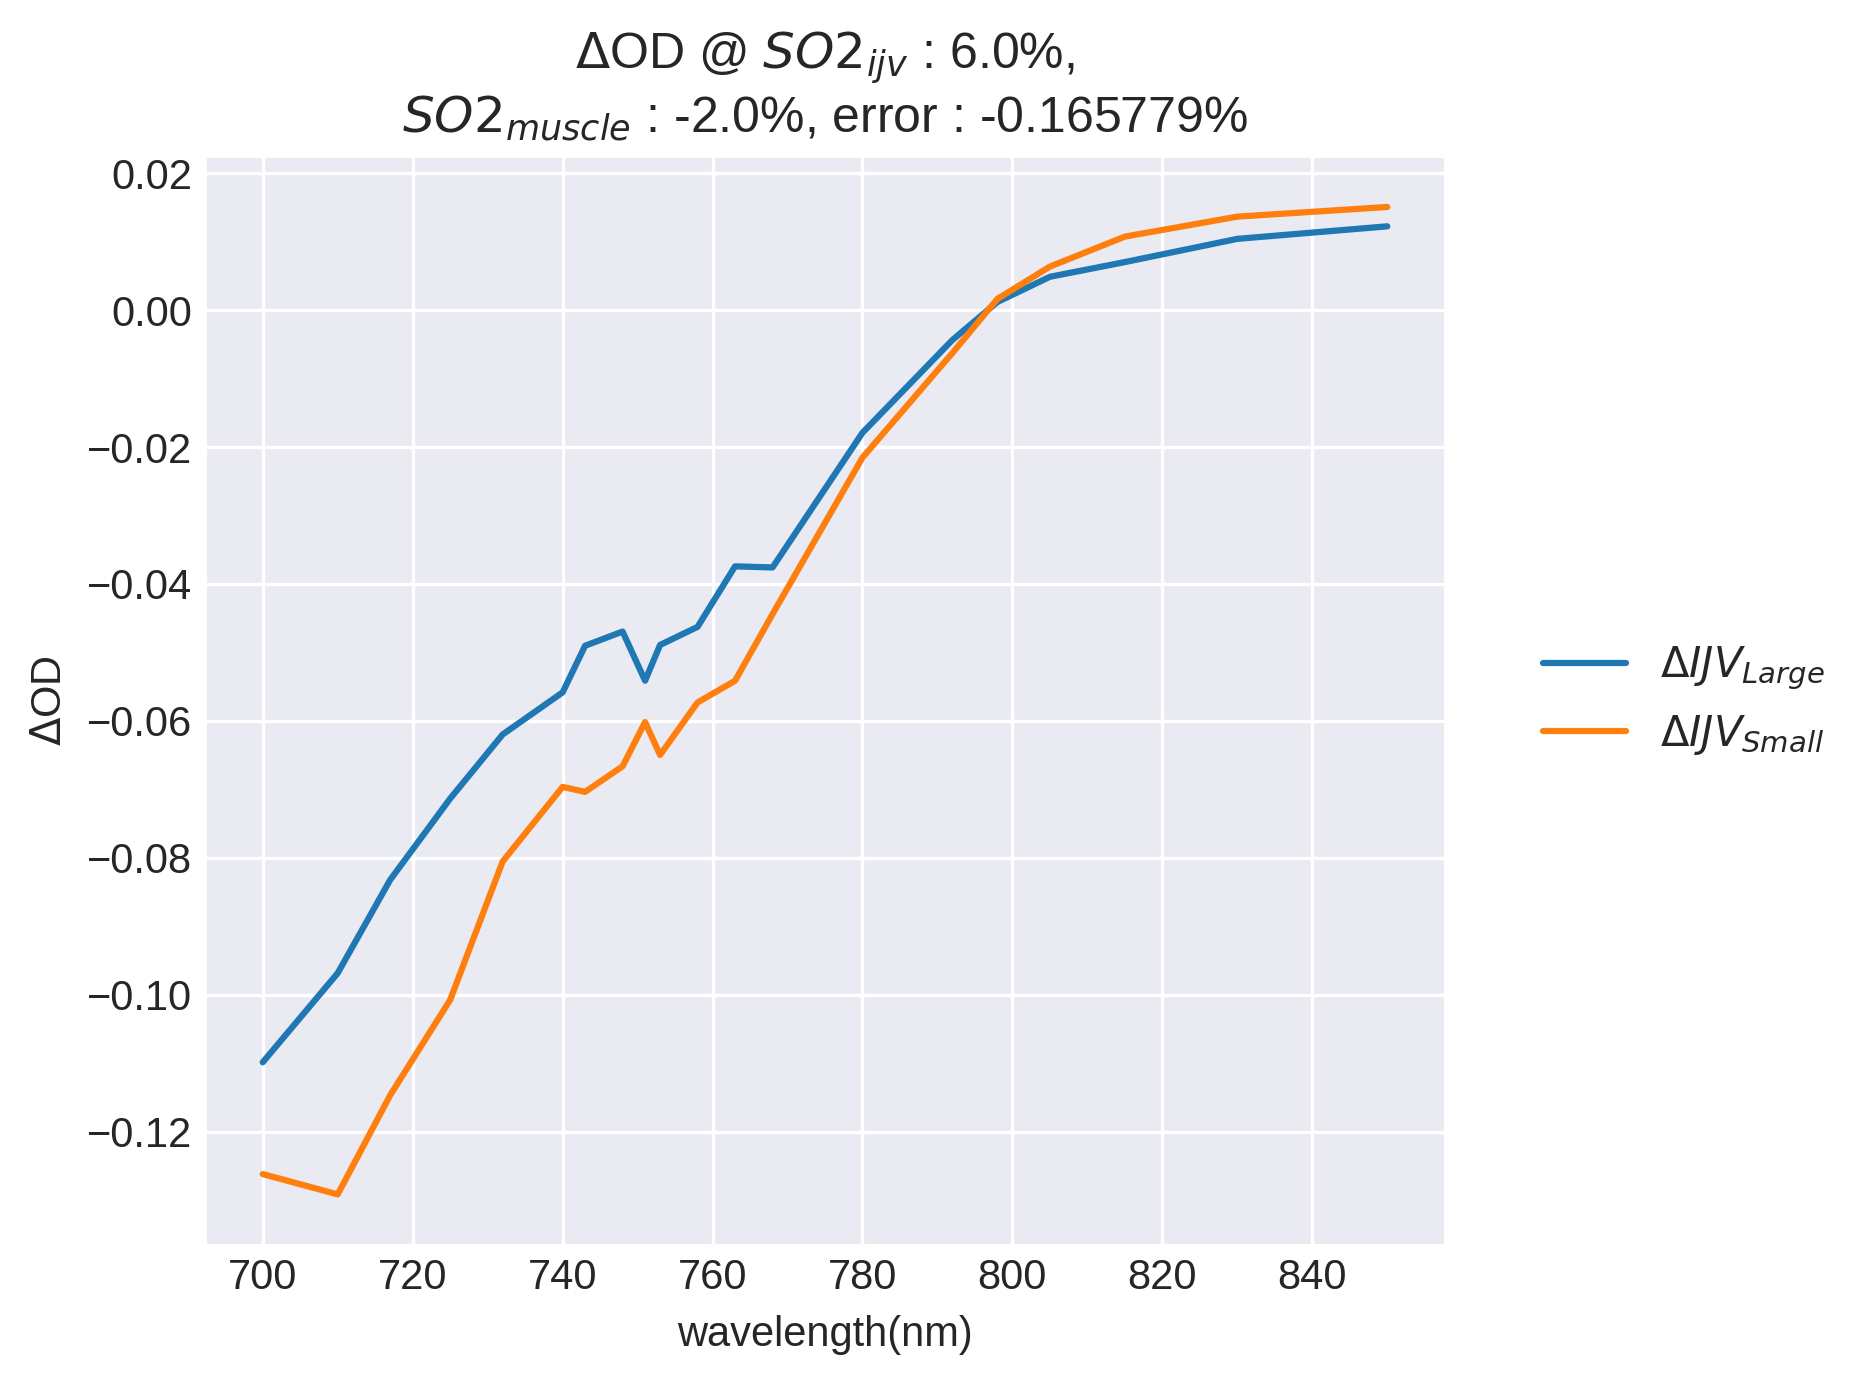 ΔOD @ SO2ijv : 6.0%,
SO2muscle : -2.0%, error : -0.165779%
0.02
0.00
−0.02
−0.04
−0.06
−0.08
−0.10
−0.12
ΔOD
700 720 740 760 780 800 820 840
wavelength(nm)
ΔIJVLarge
ΔIJVSmall